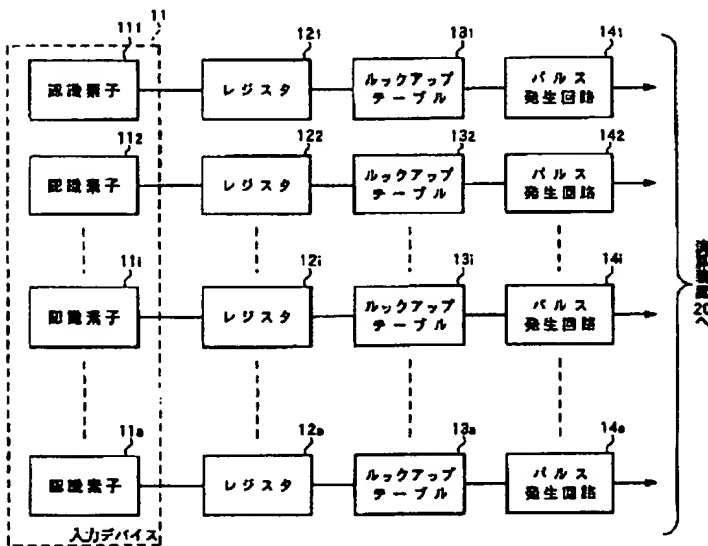 11
111
121
131
141
認識素子
レジスタ
ルックアップ
テーブル
パルス
発生回路
112
122
132
142
認識素子
レジスタ
ルックアップ
テーブル
パルス
発生回路
11i
12i
13i
14i
認識素子
レジスタ
ルックアップ
テーブル
パルス
発生回路
11a
12a
13a
14a
認識素子
レジスタ
ルックアップ
テーブル
パルス
発生回路
入力デバイス
20へ